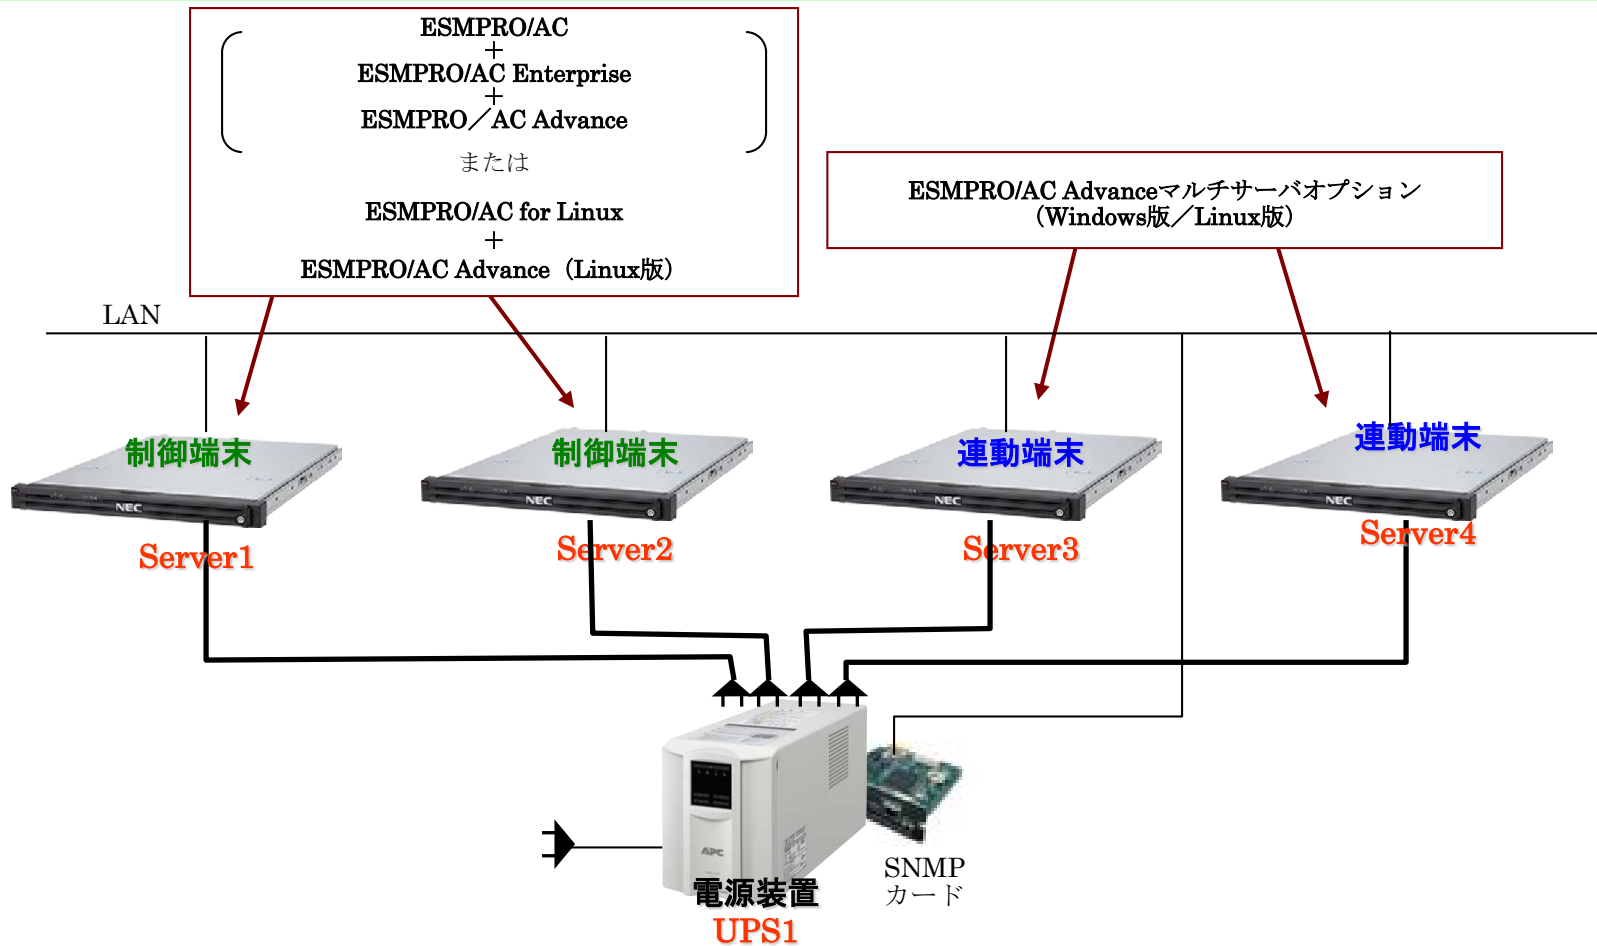 ESMPRO/AC
＋
ESMPRO/AC Enterprise
＋
ESMPRO／AC Advance
または
ESMPRO/AC for Linux
＋
ESMPRO/AC Advance（Linux版）
ESMPRO/AC Advanceマルチサーバオプション
（Windows版／Linux版）
LAN
制御端末
制御端末
連動端末
連動端末
NEC
NEC
NEC
NEC
Server1
Server2
Server3
Server4
APC
SNMP
カード
電源装置
UPS1